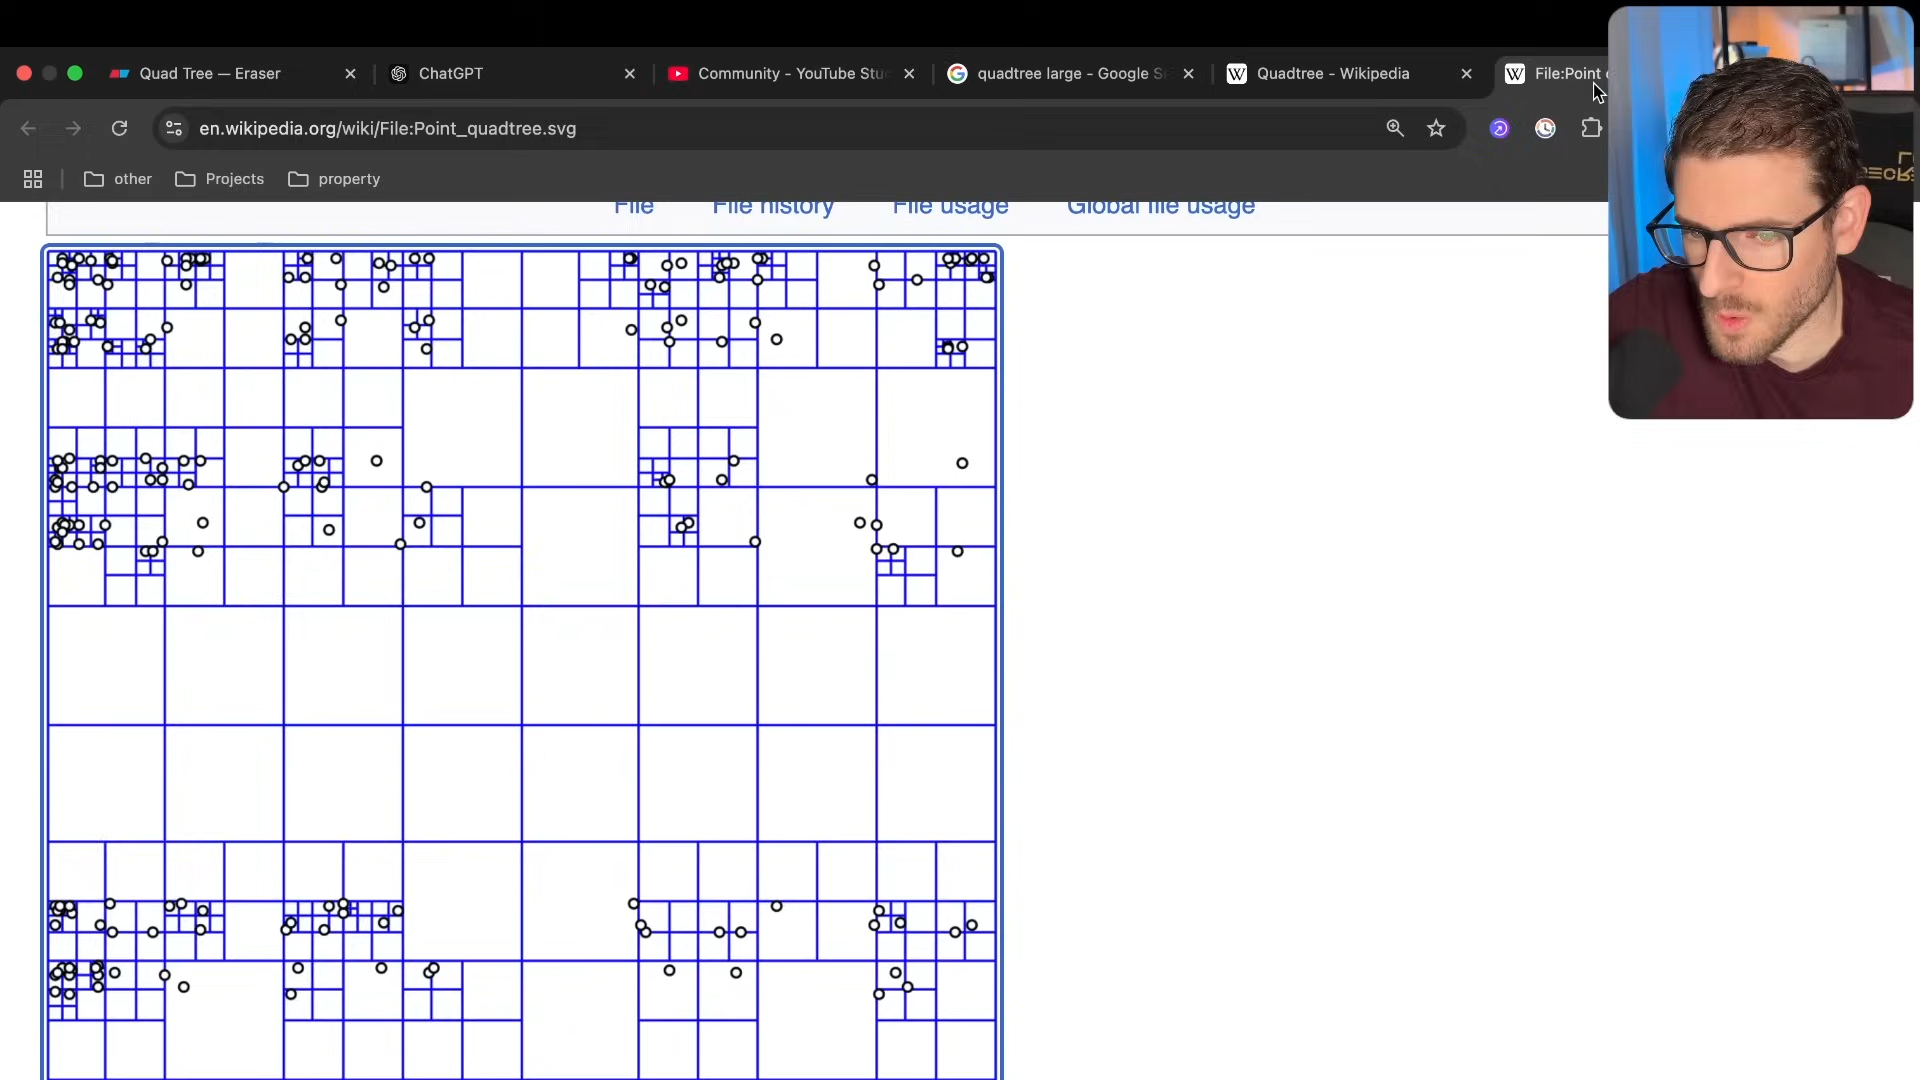 Quad Tree — Eraser
ChatGPT
Community - YouTube Stu
quadtree large - Google S
Quadtree - Wikipedia
File:Point
en.wikipedia.org/wiki/File:Point_quadtree.svg
other
Projects
property
File
File history
File usage
Global file usage